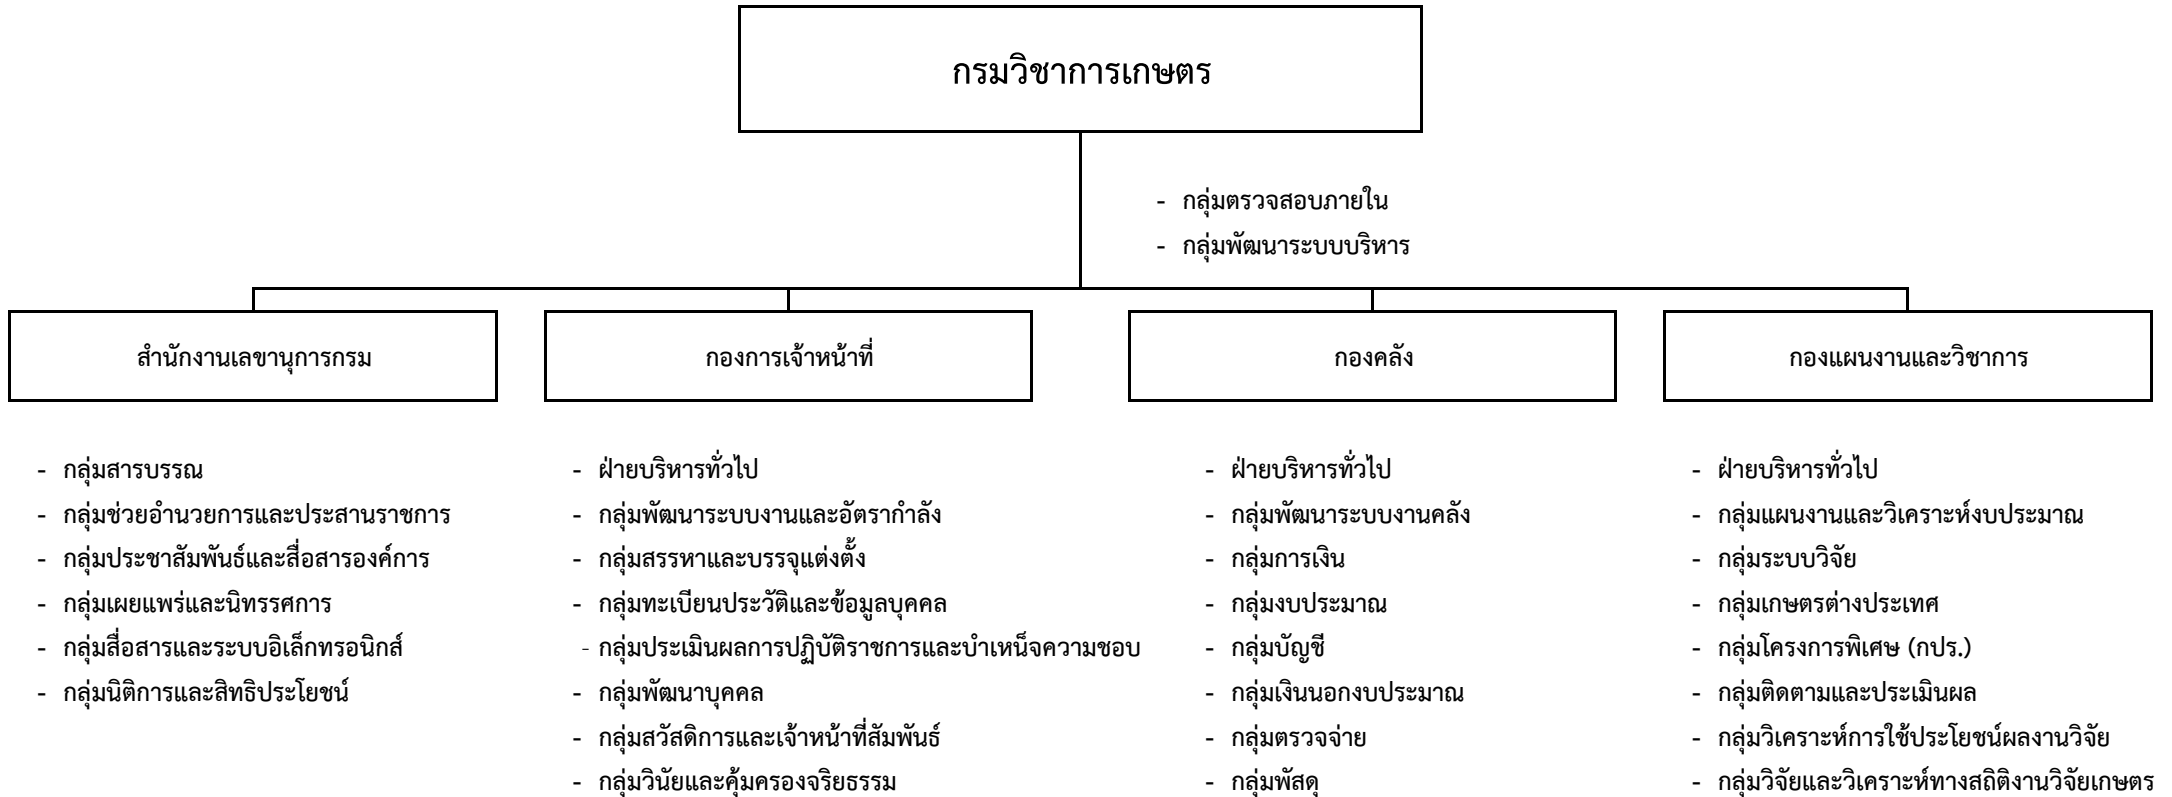 กรมวิชาการเกษตร
- กลุ่มตรวจสอบภายใน
- กลุ่มพัฒนาระบบบริหาร
สำนักงานเลขานุการกรม
- กลุ่มสารบรรณ
- กลุ่มช่วยอำนวยการและประสานราชการ
- กลุ่มประชาสัมพันธ์และสื่อสารองค์การ
- กลุ่มเผยแพร่และนิทรรศการ
- กลุ่มสื่อสารและระบบอิเล็กทรอนิกส์
- กลุ่มนิติการและสิทธิประโยชน์
กองการเจ้าหน้าที่
- ฝ่ายบริหารทั่วไป
- กลุ่มพัฒนาระบบงานและอัตรากำลัง
- กลุ่มสรรหาและบรรจุแต่งตั้ง
- กลุ่มทะเบียนประวัติและข้อมูลบุคคล
- กลุ่มประเมินผลการปฏิบัติราชการและบำเหน็จความชอบ
- กลุ่มพัฒนาบุคคล
- กลุ่มสวัสดิการและเจ้าหน้าที่สัมพันธ์
- กลุ่มวินัยและคุ้มครองจริยธรรม
กองคลัง
- ฝ่ายบริหารทั่วไป
- กลุ่มพัฒนาระบบงานคลัง
- กลุ่มการเงิน
- กลุ่มงบประมาณ
- กลุ่มบัญชี
- กลุ่มเงินนอกงบประมาณ
- กลุ่มตรวจจ่าย
- กลุ่มพัสดุ
กองแผนงานและวิชาการ
- ฝ่ายบริหารทั่วไป
- กลุ่มแผนงานและวิเคราะห์งบประมาณ
- กลุ่มระบบวิจัย
- กลุ่มเกษตรต่างประเทศ
- กลุ่มโครงการพิเศษ (กปร.)
- กลุ่มติดตามและประเมินผล
- กลุ่มวิเคราะห์การใช้ประโยชน์ผลงานวิจัย
- กลุ่มวิจัยและวิเคราะห์ทางสถิติงานวิจัยเกษตร